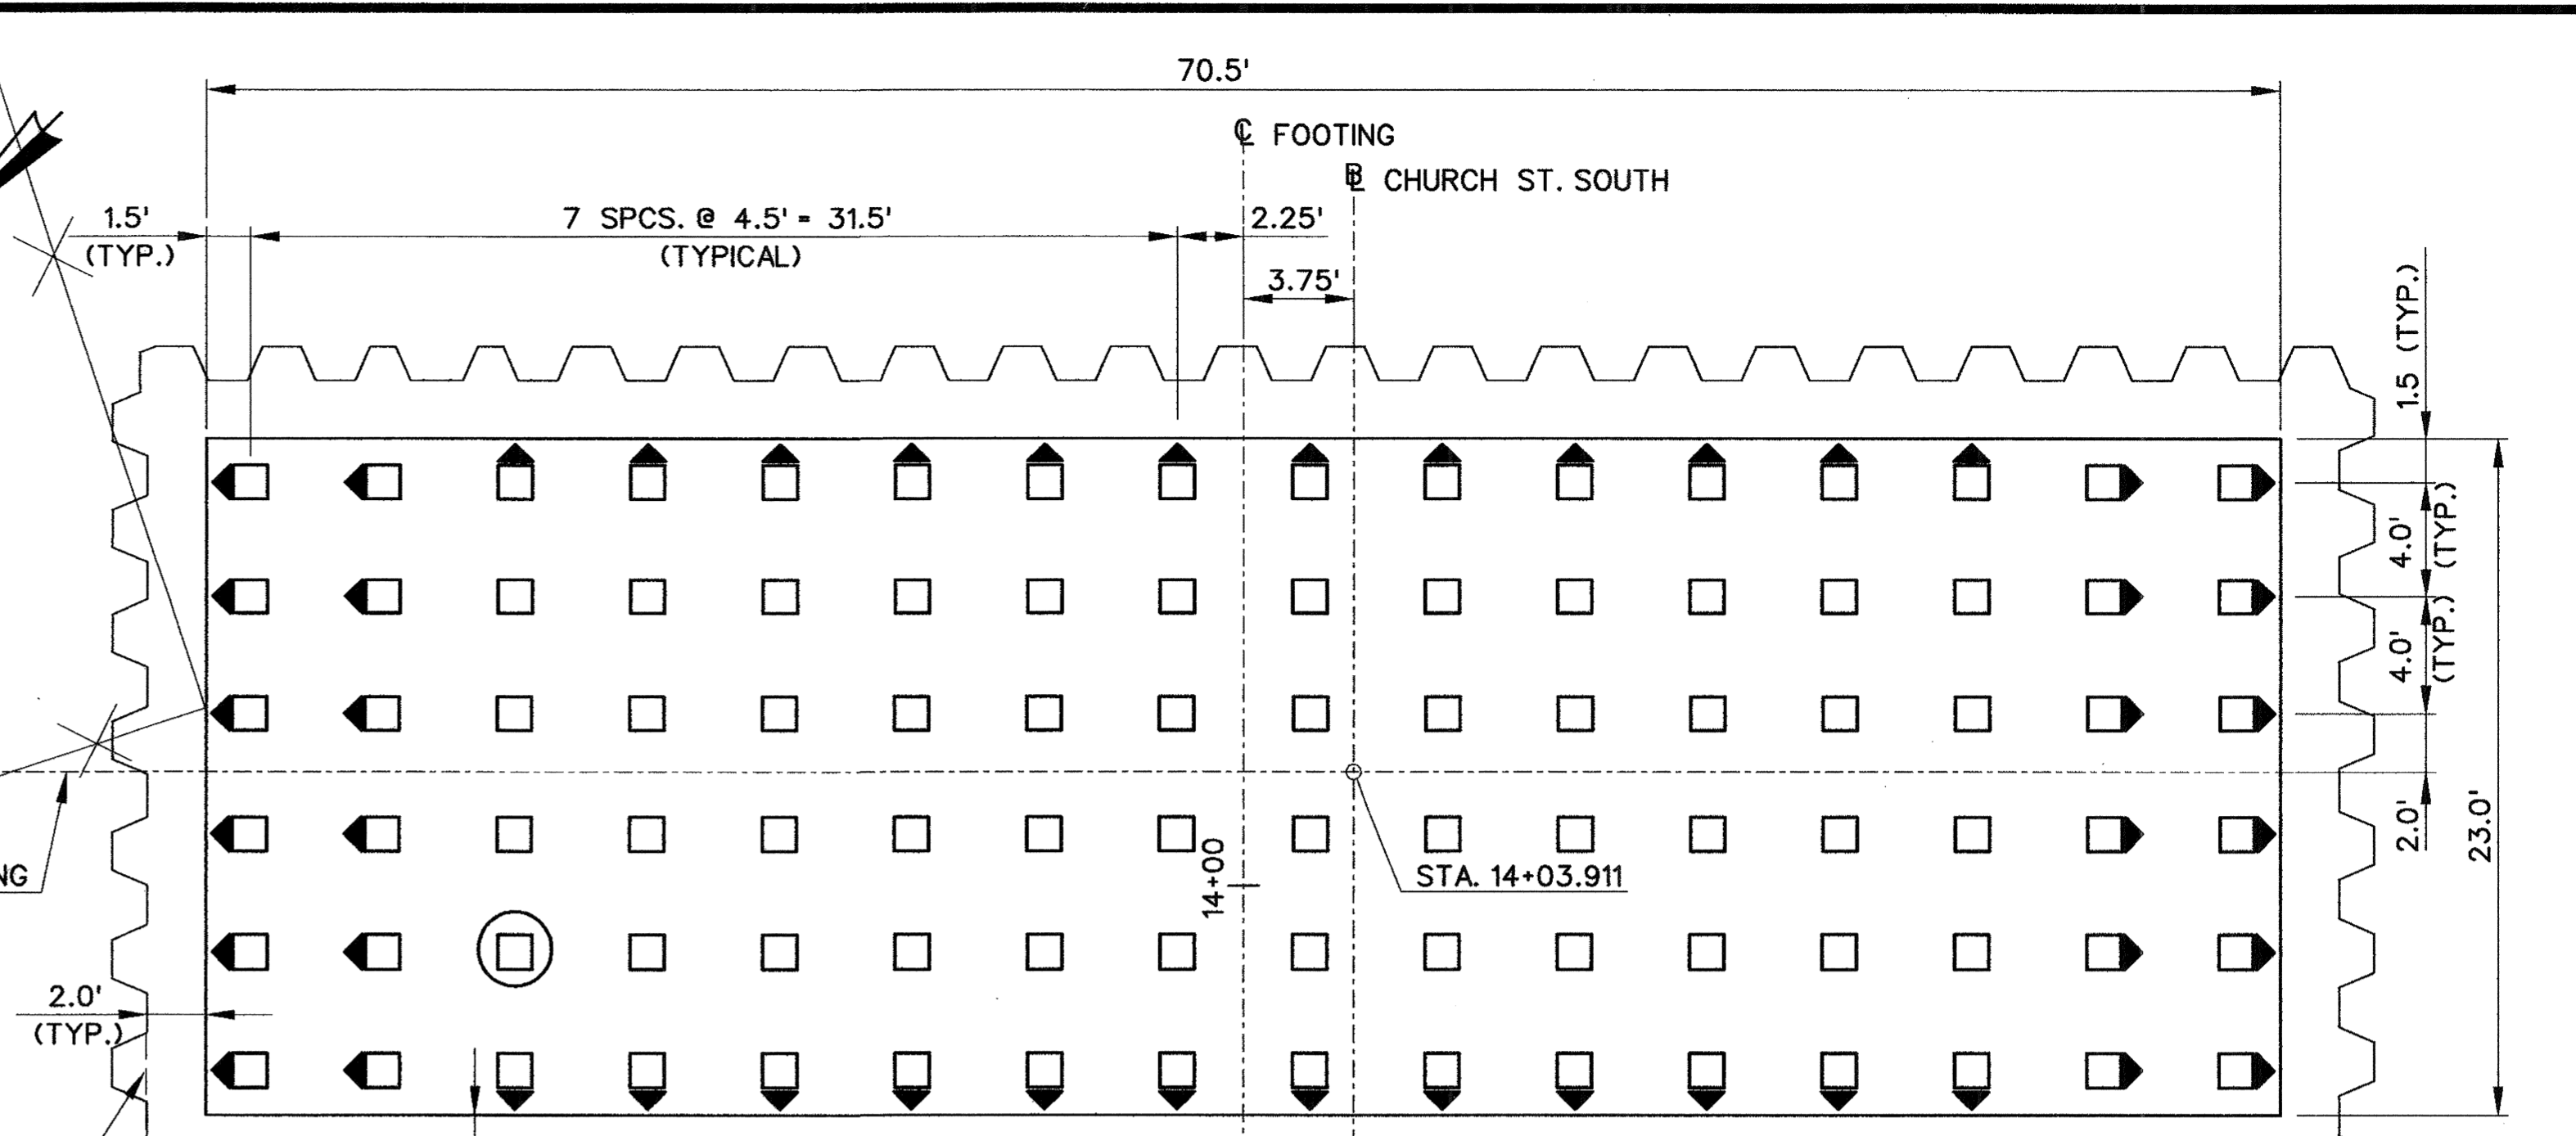 70.5'
℄ FOOTING
BL CHURCH ST. SOUTH
1.5'
(TYP.)
7 SPCS. @ 4.5' = 31.5'
(TYPICAL)
2.25'
3.75'
1.5 (TYP.)
4.0'
(TYP.)
4.0'
(TYP.)
2.0'
23.0'
14+00
STA. 14+03.911
NG
2.0'
(TYP.)